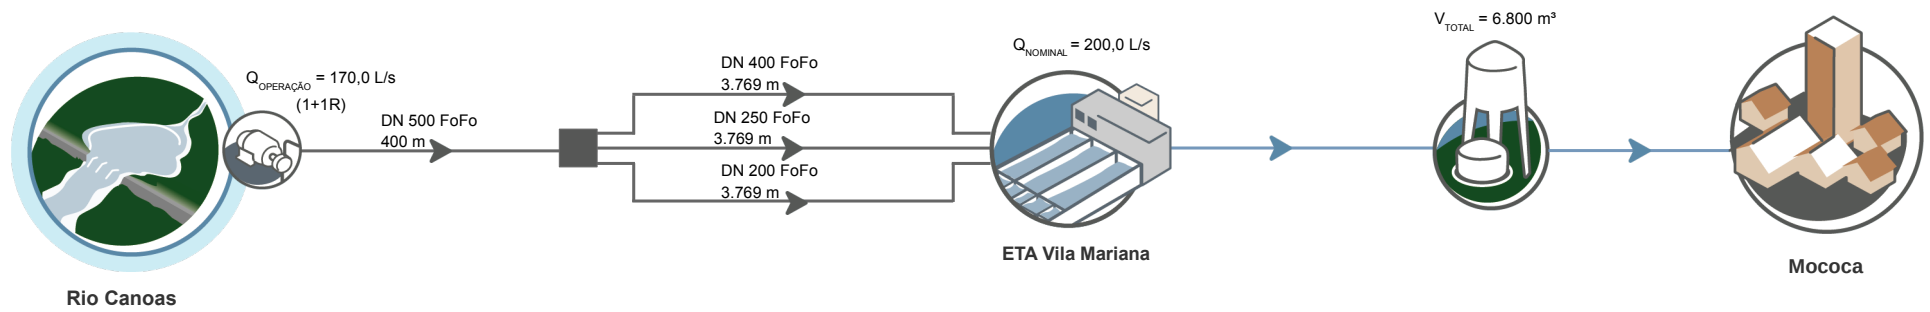 Q OPERAÇÃO = 170,0 L/s
(1+1R)
DN 500 FoFo
400 m
DN 400 FoFo
3.769 m
DN 250 FoFo
3.769 m
DN 200 FoFo
3.769 m
Q NOMINAL = 200,0 L/s
V TOTAL = 6.800 m³
Rio Canoas
ETA Vila Mariana
Mococa